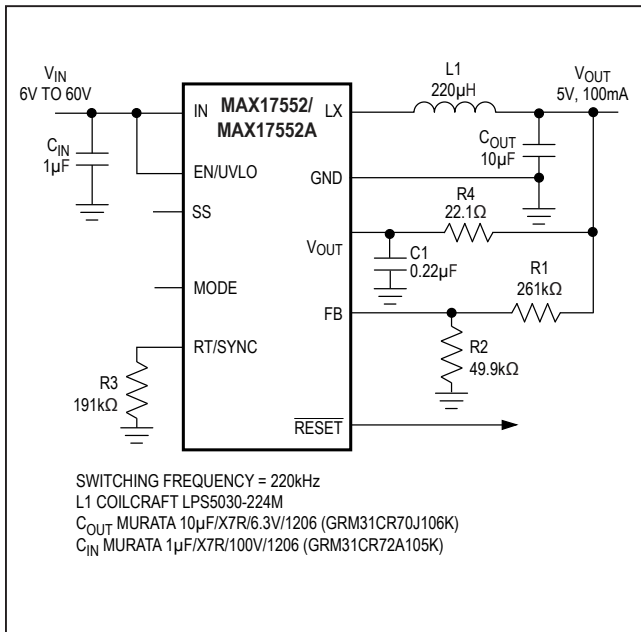 VIN
6V TO 60V
CIN
1µF
IN
EN/UVLO
SS
MODE
RT/SYNC
R3
191kΩ
MAX17552/
MAX17552A
LX
GND
VOUT
FB
RESET
L1
220µH
VOUT
5V, 100mA
COUT
10µF
R4
22.1Ω
C1
0.22µF
R1
261kΩ
R2
49.9kΩ
SWITCHING FREQUENCY = 220kHz
L1 COILCRAFT LPS5030-224M
COUT MURATA 10µF/X7R/6.3V/1206 (GRM31CR70J106K)
CIN MURATA 1µF/X7R/100V/1206 (GRM31CR72A105K)